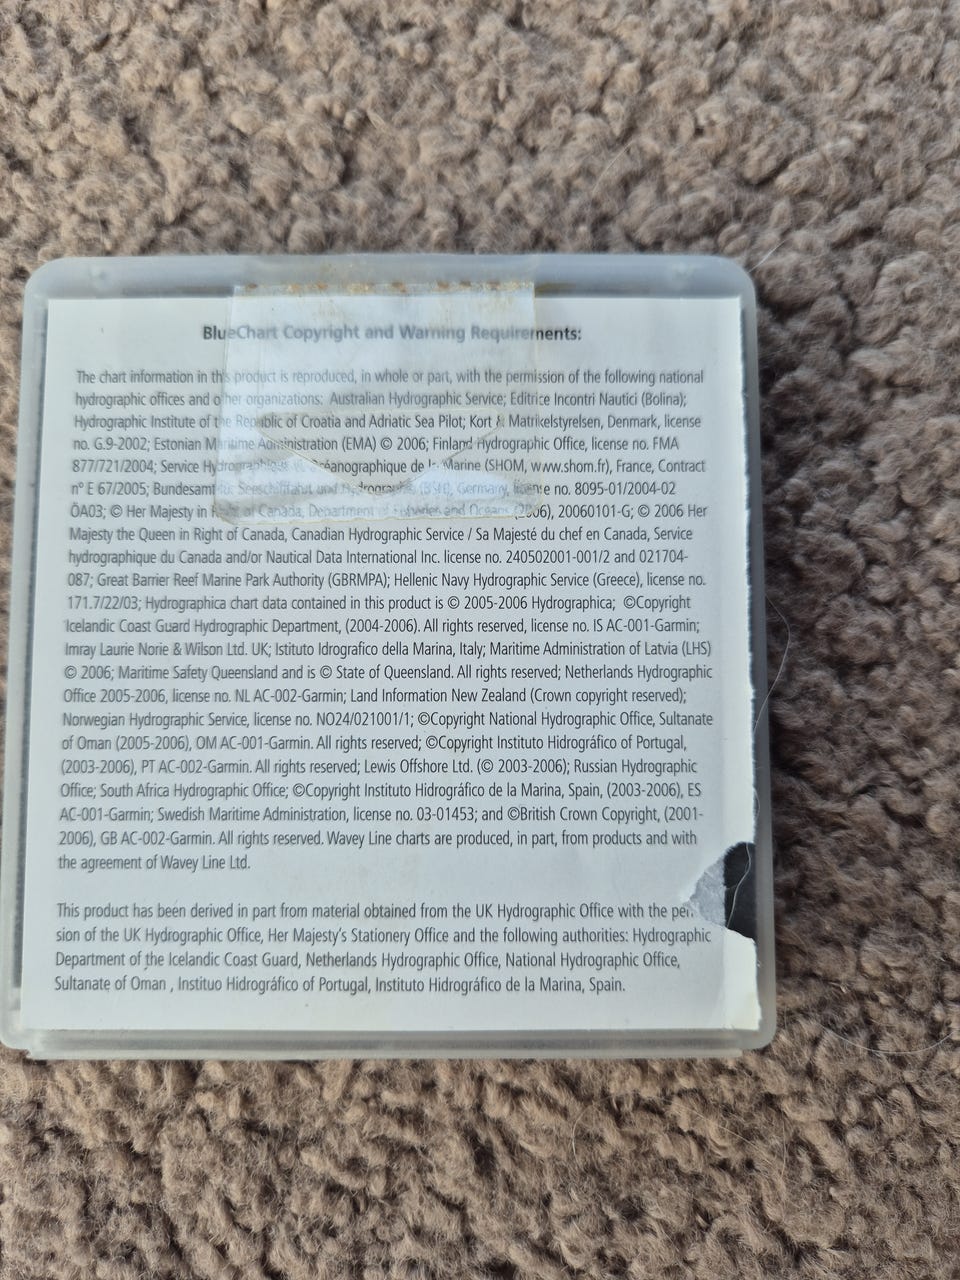 BlueChart Copyright and Warning Requirements:
The chart information in this product is reproduced, in whole or part, with the permission of the following national
hydrographic offices and other organizations: Australian Hydrographic Service; Editrice Incontri Nautici (Bolina);
Hydrographic Institute of the Republic of Croatia and Adriatic Sea Pilot; Kort & Matrikelstyrelsen, Denmark, license
no. G.9-2002; Estonian Maritime Administration (EMA) © 2006; Finland Hydrographic Office, license no. FMA
877/721/2004; Service Hydrographique et Océanographique de la Marine (SHOM, www.shom.fr), France, Contract
n° E 67/2005; Bundesamt für Seeschiffahrt und Hydrographie (BSH), Germany, license no. 8095-01/2004-02
ÖA03; © Her Majesty in Right of Canada, Department of Fisheries and Oceans (2006), 20060101-G; © 2006 Her
Majesty the Queen in Right of Canada, Canadian Hydrographic Service / Sa Majesté du chef en Canada, Service
hydrographique du Canada and/or Nautical Data International Inc. license no. 240502001-001/2 and 021704-
087; Great Barrier Reef Marine Park Authority (GBRMPA); Hellenic Navy Hydrographic Service (Greece), license no.
171.7/22/03; Hydrographica chart data contained in this product is © 2005-2006 Hydrographica; ©Copyright
Icelandic Coast Guard Hydrographic Department, (2004-2006). All rights reserved, license no. IS AC-001-Garmin;
Imray Laurie Norie & Wilson Ltd. UK; Istituto Idrografico della Marina, Italy; Maritime Administration of Latvia (LHS)
© 2006; Maritime Safety Queensland and is © State of Queensland. All rights reserved; Netherlands Hydrographic
Office 2005-2006, license no. NL AC-002-Garmin; Land Information New Zealand (Crown copyright reserved);
Norwegian Hydrographic Service, license no. NO24/021001/1; ©Copyright National Hydrographic Office, Sultanate
of Oman (2005-2006), OM AC-001-Garmin. All rights reserved; ©Copyright Instituto Hidrográfico of Portugal,
(2003-2006), PT AC-002-Garmin. All rights reserved; Lewis Offshore Ltd. (© 2003-2006); Russian Hydrographic
Office; South Africa Hydrographic Office; ©Copyright Instituto Hidrográfico de la Marina, Spain, (2003-2006), ES
AC-001-Garmin; Swedish Maritime Administration, license no. 03-01453; and ©British Crown Copyright, (2001-
2006), GB AC-002-Garmin. All rights reserved. Wavey Line charts are produced, in part, from products and with
the agreement of Wavey Line Ltd.
This product has been derived in part from material obtained from the UK Hydrographic Office with the
sion of the UK Hydrographic Office, Her Majesty's Stationery Office and the following authorities: Hydrographic
Department of the Icelandic Coast Guard, Netherlands Hydrographic Office, National Hydrographic Office,
Sultanate of Oman , Instituo Hidrográfico of Portugal, Instituto Hidrográfico de la Marina, Spain.